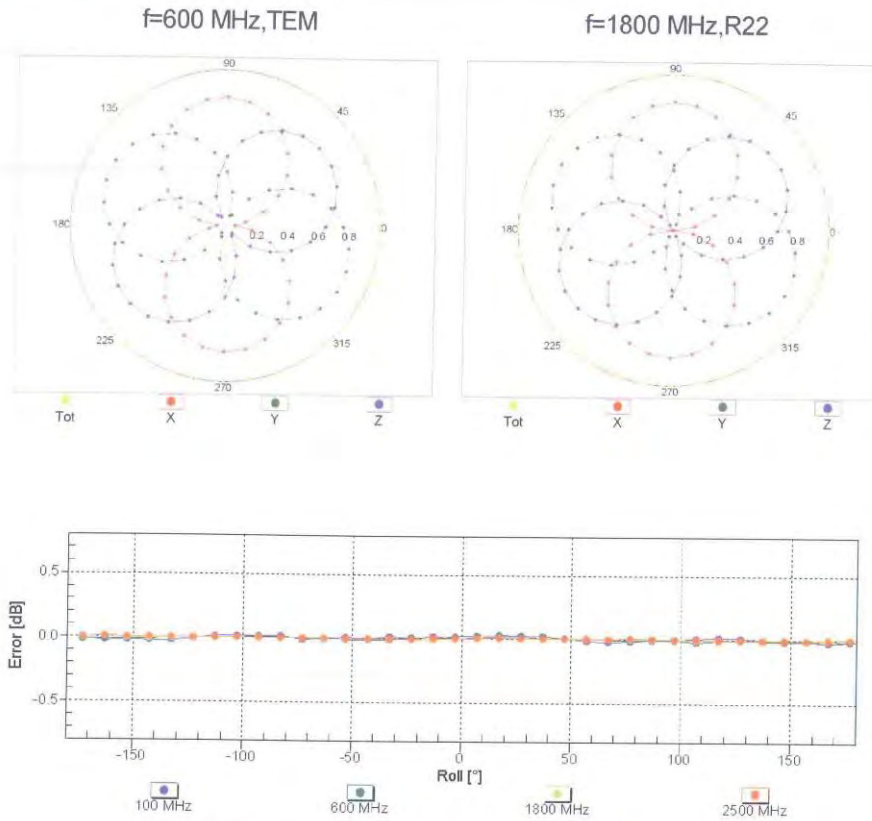 f=600 MHz,TEM
f=1800 MHz,R22
90
135
45
180
0.2 0.4 0.6 0.8
0
225
315
270
Tot X Y Z
90
135
45
180
0.2 0.4 0.6 0.8
0
225
315
270
Tot X Y Z
Error [dB]
0.5
0.0
-0.5
-150 -100 -50 0 50 100 150
Roll [°]
100 MHz 600 MHz 1800 MHz 2500 MHz